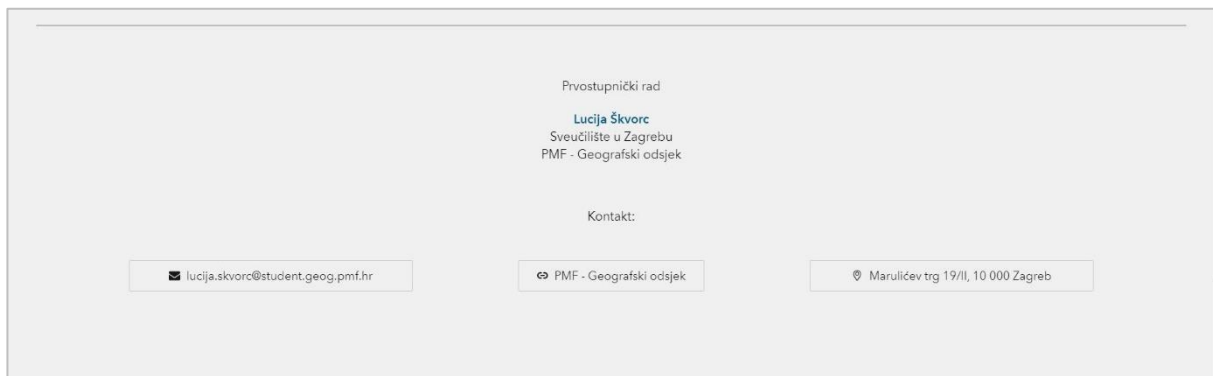 Prvostupnički rad
Lucija Škvorc
Sveučilište u Zagrebu
PMF - Geografski odsjek
Kontakt:
lucija.skvorc@student.geog.pmf.hr
PMF - Geografski odsjek
Marulićev trg 19/II, 10 000 Zagreb